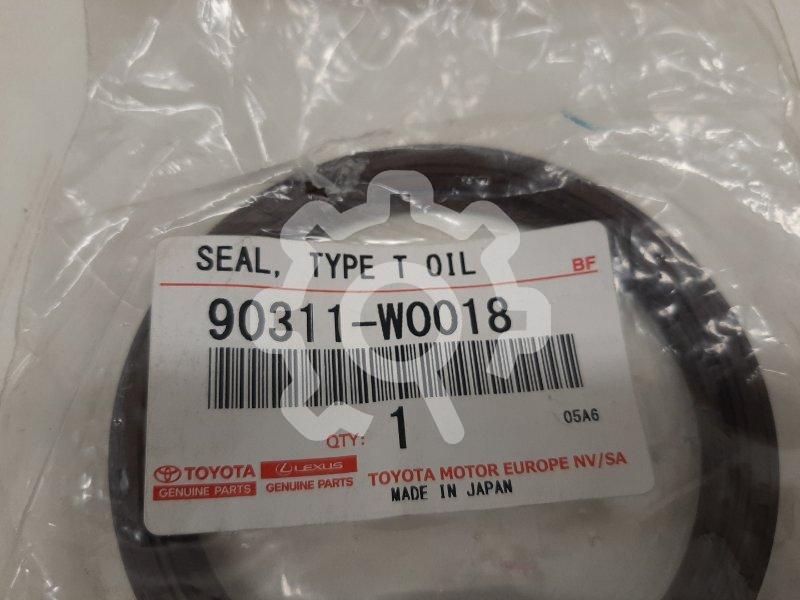 SEAL, TYPE T OIL
BF
90311-W0018
05A6
QTY: 1
TOYOTA
GENUINE PARTS
LEXUS
GENUINE PARTS
TOYOTA MOTOR EUROPE NV/SA
MADE IN JAPAN